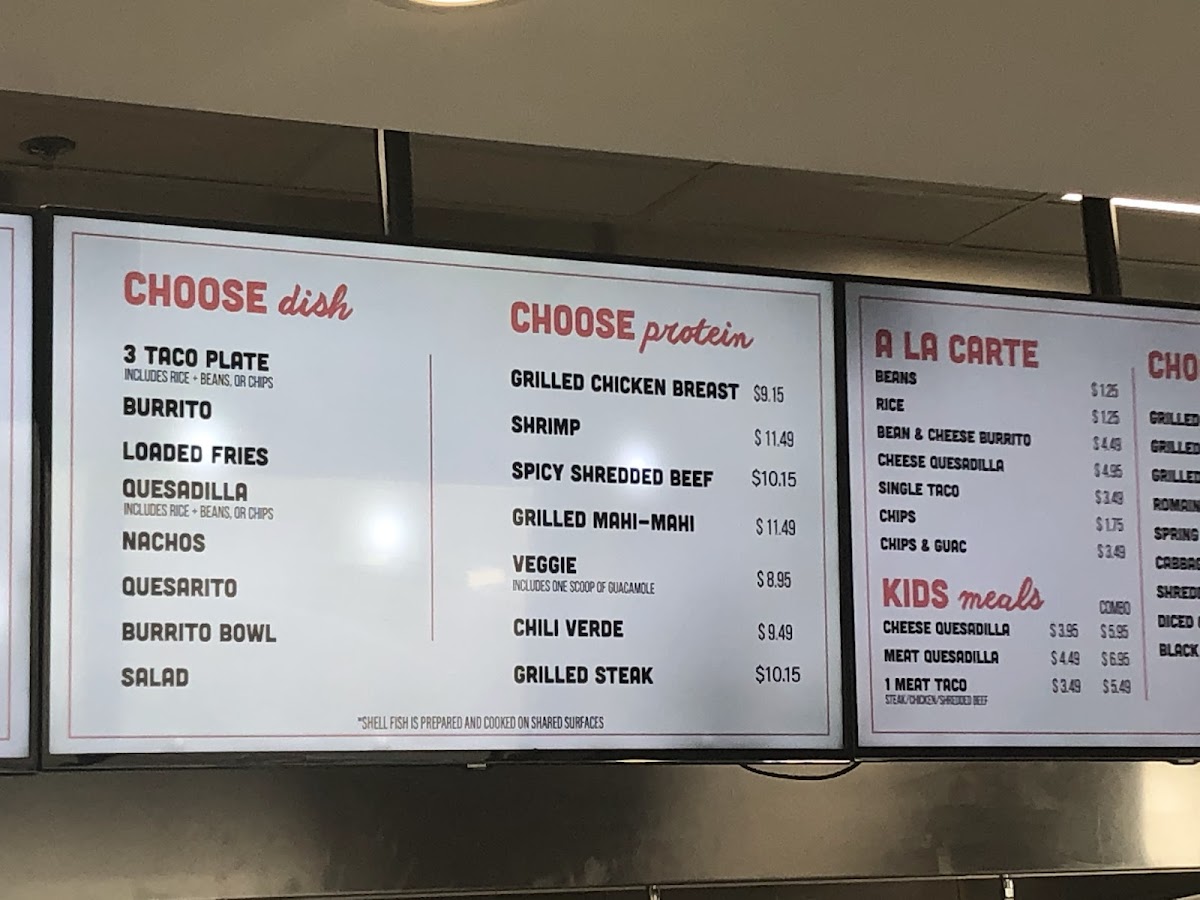 CHOOSE dish
3 TACO PLATE
INCLUDES RICE + BEANS, OR CHIPS
BURRITO
LOADED FRIES
QUESADILLA
INCLUDES RICE + BEANS, OR CHIPS
NACHOS
QUESARITO
BURRITO BOWL
SALAD
CHOOSE protein
GRILLED CHICKEN BREAST $9.15
SHRIMP $11.49
SPICY SHREDDED BEEF $10.15
GRILLED MAHI-MAHI $11.49
VEGGIE $8.95
INCLUDES ONE SCOOP OF GUACAMOLE
CHILI VERDE $9.49
GRILLED STEAK $10.15
*SHELL FISH IS PREPARED AND COOKED ON SHARED SURFACES
A LA CARTE
BEANS $1.25
RICE $1.25
BEAN & CHEESE BURRITO $4.49
CHEESE QUESADILLA $4.95
SINGLE TACO $3.49
CHIPS $1.75
CHIPS & GUAC $3.49
KIDS meals COMBO
CHEESE QUESADILLA $3.95 $5.95
MEAT QUESADILLA $4.49 $6.95
1 MEAT TACO $3.49 $5.49
STEAK/CHICKEN/SHREDDED BEEF
CHO
GRILLED
GRILLED
GRILLED
ROMAIN
SPRING
CABBAG
SHREDD
DICED
BLACK